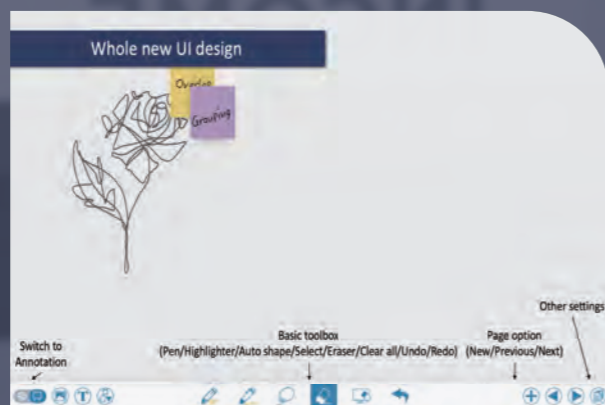 Whole new UI design
Overlap
Grouping
Other settings
Basic toolbox
Page option
Switch to
(Pen/Highlighter/Auto shape/Select/Eraser/Clear all/Undo/Redo)
(New/Previous/Next)
Annotation
T